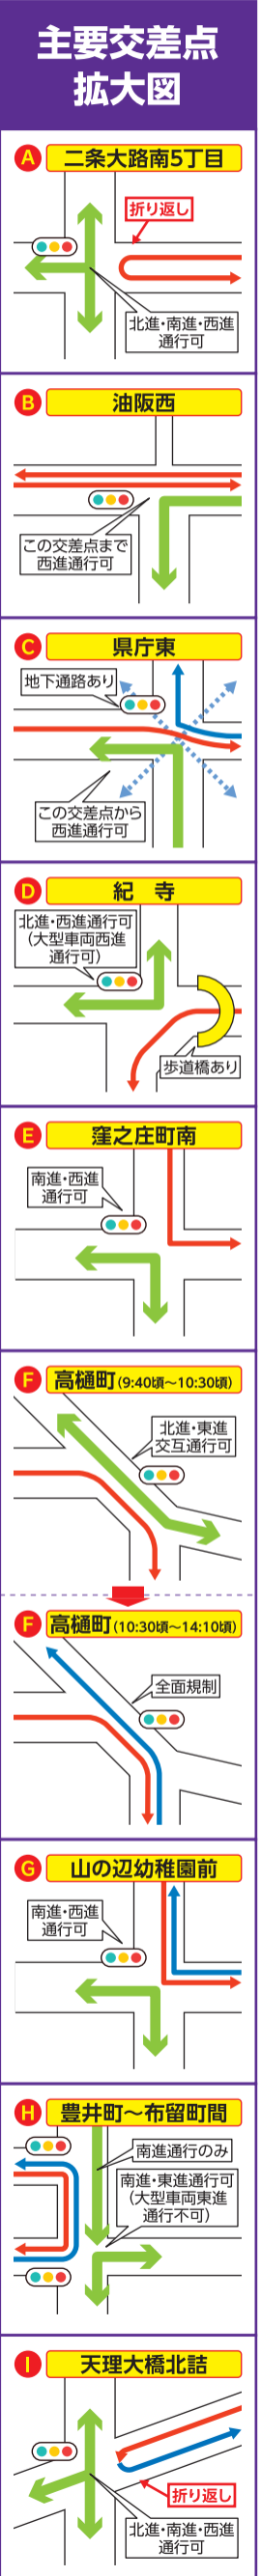 主要交差点
拡大図
A 二条大路南5丁目
折り返し
北進・南進・西進
通行可
B 油阪西
この交差点まで
西進通行可
C 県庁東
地下通路あり
この交差点から
西進通行可
D 紀 寺
北進・西進通行可
(大型車両西進
通行可)
歩道橋あり
E 窪之庄町南
南進・西進
通行可
F 高樋町(9:40頃〜10:30頃)
北進・東進
交互通行可
F 高樋町(10:30頃〜14:10頃)
全面規制
G 山の辺幼稚園前
南進・西進
通行可
H 豊井町〜布留町間
南進通行のみ
南進・東進通行可
(大型車両東進
通行不可)
I 天理大橋北詰
折り返し
北進・南進・西進
通行可